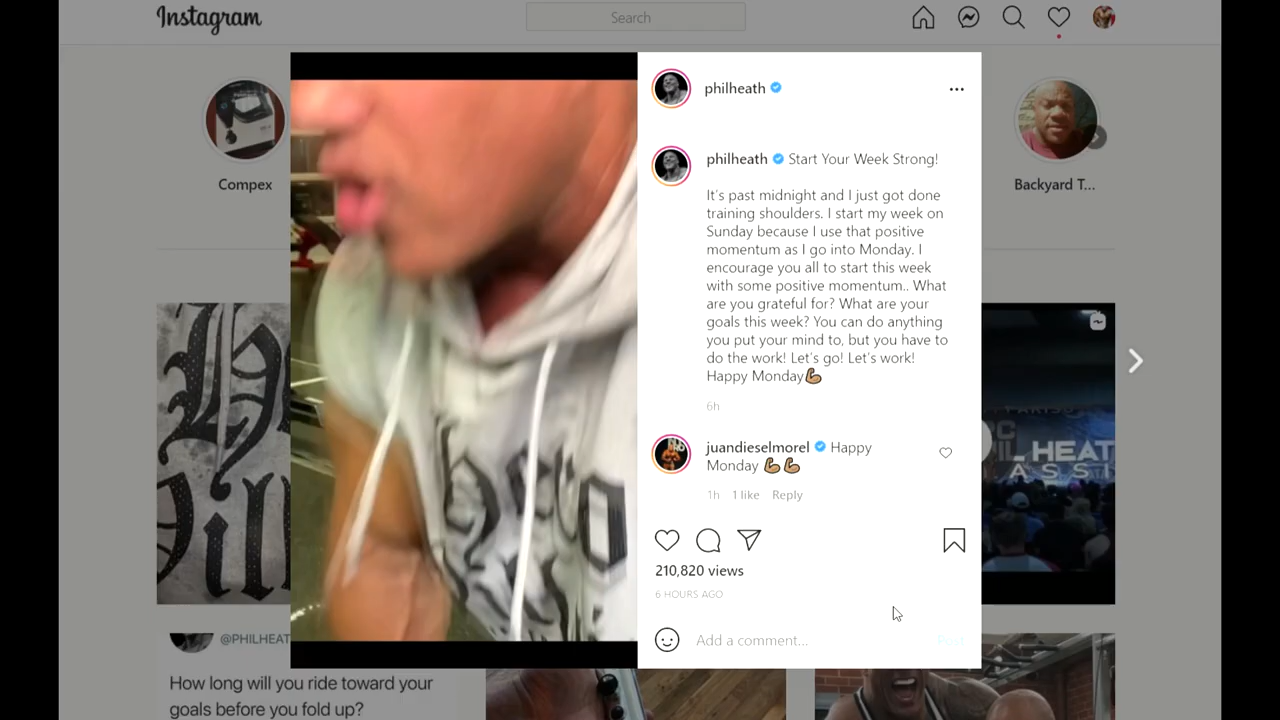 Instagram
Search
Compex
Backyard T...
philheath
philheath Start Your Week Strong!
It's past midnight and I just got done
training shoulders. I start my week on
Sunday because I use that positive
momentum as I go into Monday. I
encourage you all to start this week
with some positive momentum.. What
are you grateful for? What are your
goals this week? You can do anything
you put your mind to, but you have to
do the work! Let's go! Let's work!
Happy Monday💪🏽
6h
juandieselmorel Happy
Monday 💪🏽💪🏽
1h 1 like Reply
210,820 views
6 HOURS AGO
Add a comment...
Post
IL HEAT
ASSI
@PHILHEAT
How long will you ride toward your
goals before you fold up?